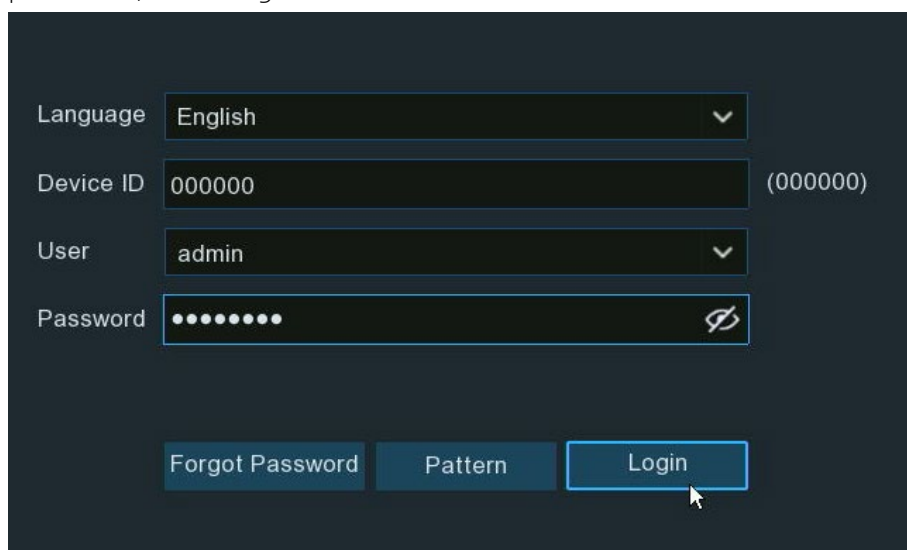 Language English
Device ID 000000 (000000)
User admin
Password ••••••••
Forgot Password Pattern Login